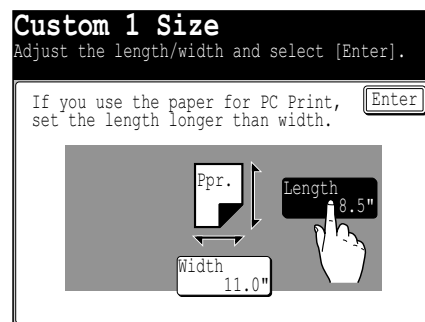 Custom 1 Size
Adjust the length/width and select [Enter].
If you use the paper for PC Print,
set the length longer than width.
Enter
Ppr.
Length
8.5"
Width
11.0"